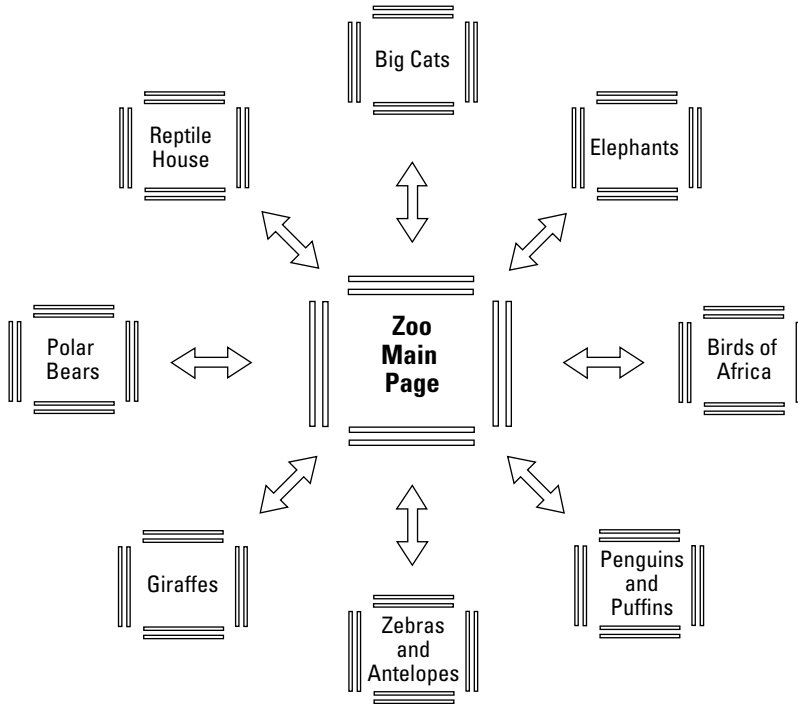 Big Cats
Reptile
House
Elephants
Zoo
Main
Page
Polar
Bears
Birds of
Africa
Giraffes
Penguins
and
Puffins
Zebras
and
Antelopes